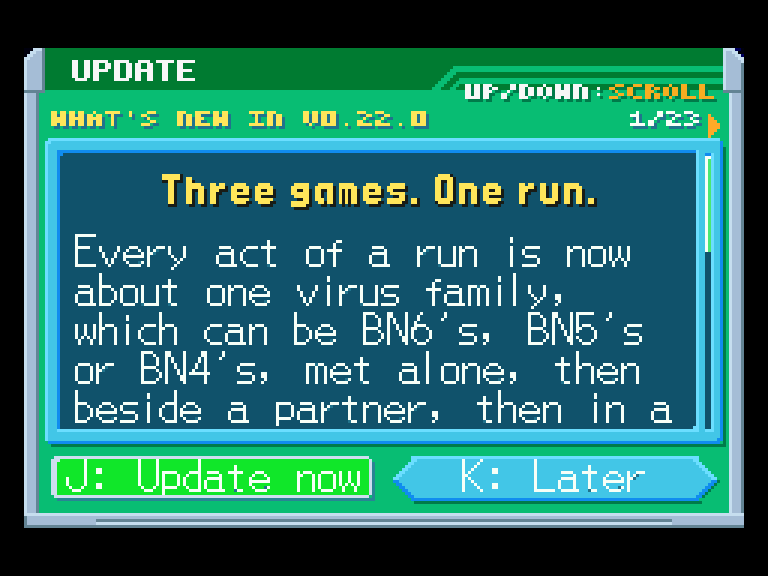 UPDATE
UP/DOWN:SCROLL
WHAT'S NEW IN V0.22.0
1/23
Three games. One run.
Every act of a run is now
about one virus family,
which can be BN6's, BN5's
or BN4's, met alone, then
beside a partner, then in a
J: Update now
K: Later